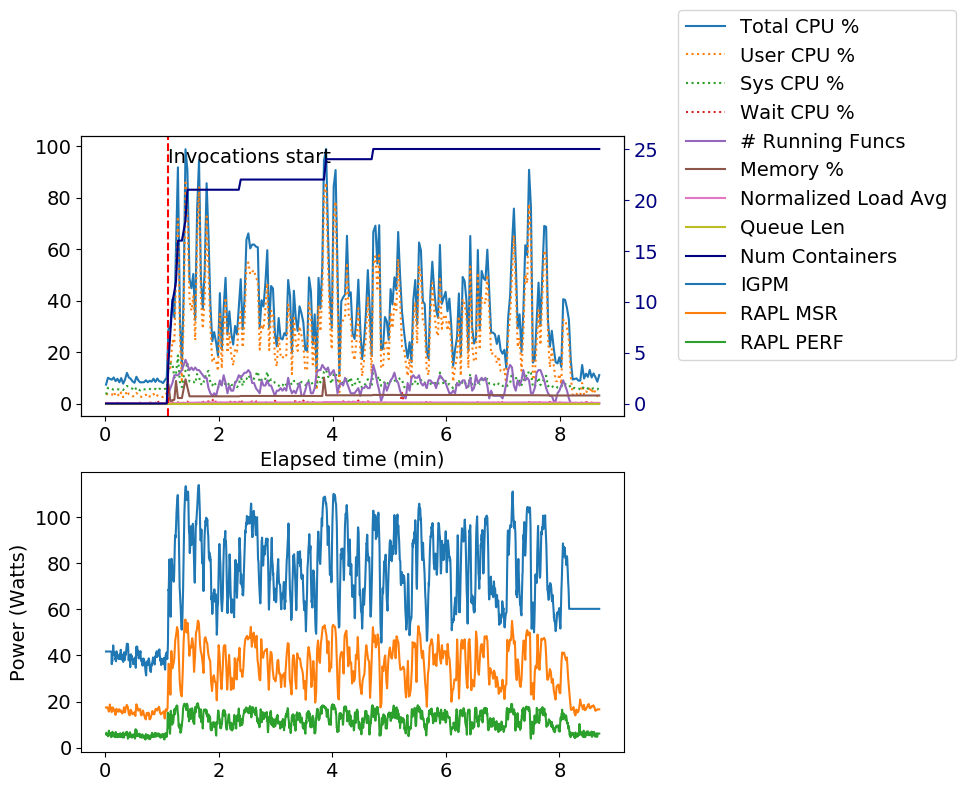 Total CPU %
User CPU %
Sys CPU %
Wait CPU %
# Running Funcs
Memory %
Normalized Load Avg
Queue Len
Num Containers
IGPM
RAPL MSR
RAPL PERF
100
80
60
40
20
0
Invocations start
25
20
15
10
5
0
0 2 4 6 8
Elapsed time (min)
Power (Watts)
100
80
60
40
20
0
0 2 4 6 8